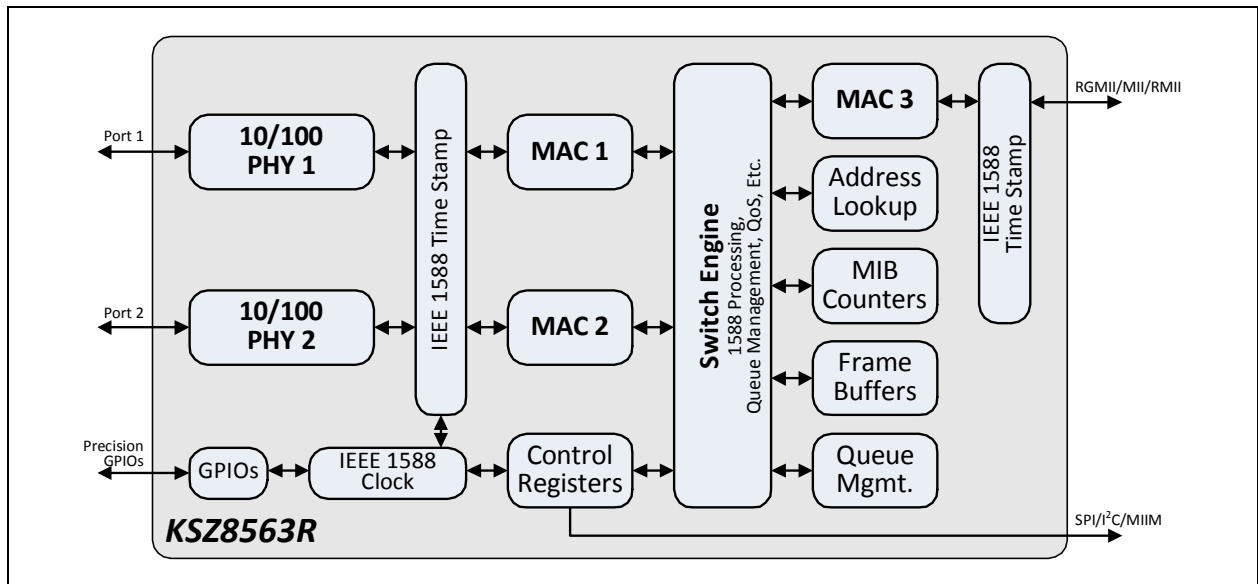 Port 1
10/100
PHY 1
IEEE 1588 Time Stamp
MAC 1
Switch Engine
1588 Processing,
Queue Management, QoS, Etc.
MAC 3
IEEE 1588
Time Stamp
RGMII/MII/RMII
Address
Lookup
Port 2
10/100
PHY 2
MAC 2
MIB
Counters
Frame
Buffers
Precision
GPIOs
GPIOs
IEEE 1588
Clock
Control
Registers
Queue
Mgmt.
SPI/I²C/MIIM
KSZ8563R